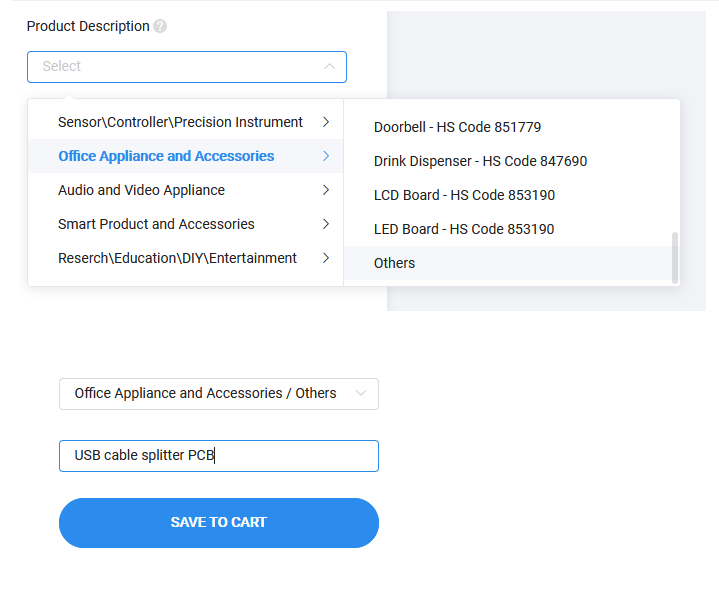 Product Description ?
Select
Sensor\Controller\Precision Instrument
Office Appliance and Accessories
Audio and Video Appliance
Smart Product and Accessories
Reserch\Education\DIY\Entertainment
Doorbell - HS Code 851779
Drink Dispenser - HS Code 847690
LCD Board - HS Code 853190
LED Board - HS Code 853190
Others
Office Appliance and Accessories / Others
USB cable splitter PCB
SAVE TO CART